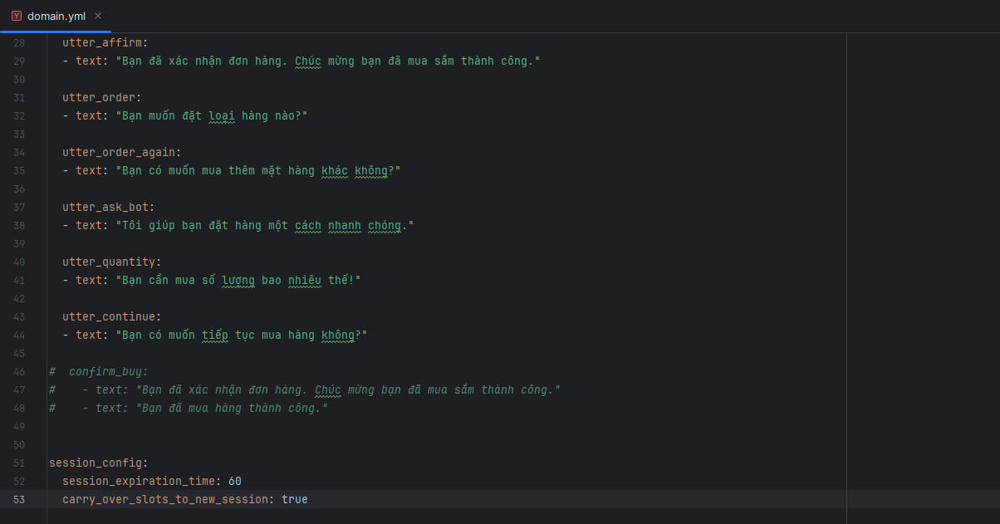 domain.yml ×
28 utter_affirm:
29 - text: "Bạn đã xác nhận đơn hàng. Chúc mừng bạn đã mua sắm thành công."
30
31 utter_order:
32 - text: "Bạn muốn đặt loại hàng nào?"
33
34 utter_order_again:
35 - text: "Bạn có muốn mua thêm mặt hàng khác không?"
36
37 utter_ask_bot:
38 - text: "Tôi giúp bạn đặt hàng một cách nhanh chóng."
39
40 utter_quantity:
41 - text: "Bạn cần mua số lượng bao nhiêu thế!"
42
43 utter_continue:
44 - text: "Bạn có muốn tiếp tục mua hàng không?"
45
46 # confirm_buy:
47 # - text: "Bạn đã xác nhận đơn hàng. Chúc mừng bạn đã mua sắm thành công."
48 # - text: "Bạn đã mua hàng thành công."
49
50
51 session_config:
52 session_expiration_time: 60
53 carry_over_slots_to_new_session: true